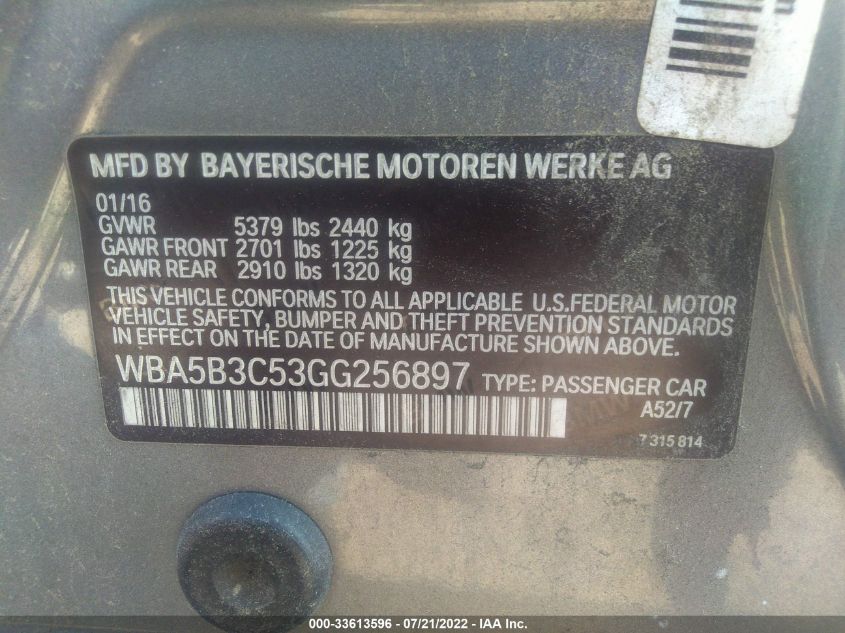 MFD BY BAYERISCHE MOTOREN WERKE AG
01/16
GVWR 5379 lbs 2440 kg
GAWR FRONT 2701 lbs 1225 kg
GAWR REAR 2910 lbs 1320 kg
THIS VEHICLE CONFORMS TO ALL APPLICABLE U.S.FEDERAL MOTOR
VEHICLE SAFETY, BUMPER AND THEFT PREVENTION STANDARDS
IN EFFECT ON THE DATE OF MANUFACTURE SHOWN ABOVE.
WBA5B3C53GG256897 TYPE: PASSENGER CAR
A52/7
7 315 814
000-33613596 - 07/21/2022 - IAA Inc.